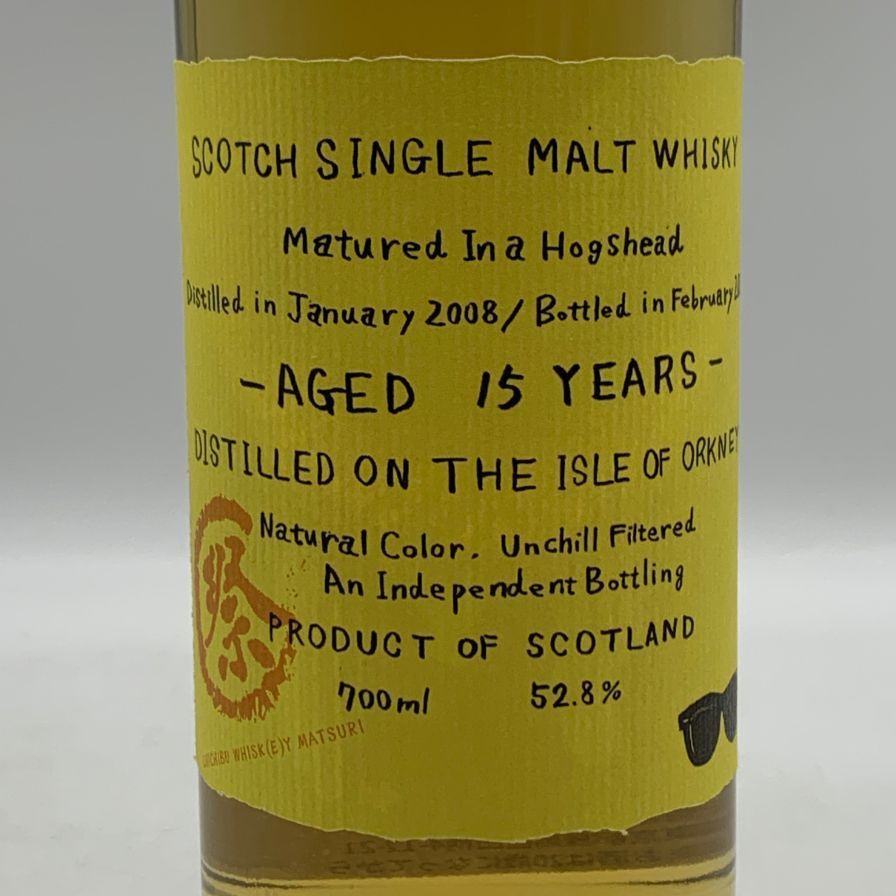 SCOTCH SINGLE MALT WHISKY
Matured In a Hogshead
Distilled in January 2008/ Bottled in February
-AGED 15 YEARS-
DISTILLED ON THE ISLE OF ORKNEY
Natural Color. Unchill Filtered
An Independent Bottling
祭
PRODUCT OF SCOTLAND
700ml 52.8%
CHICHIBU WHISK(E)Y MATSURI